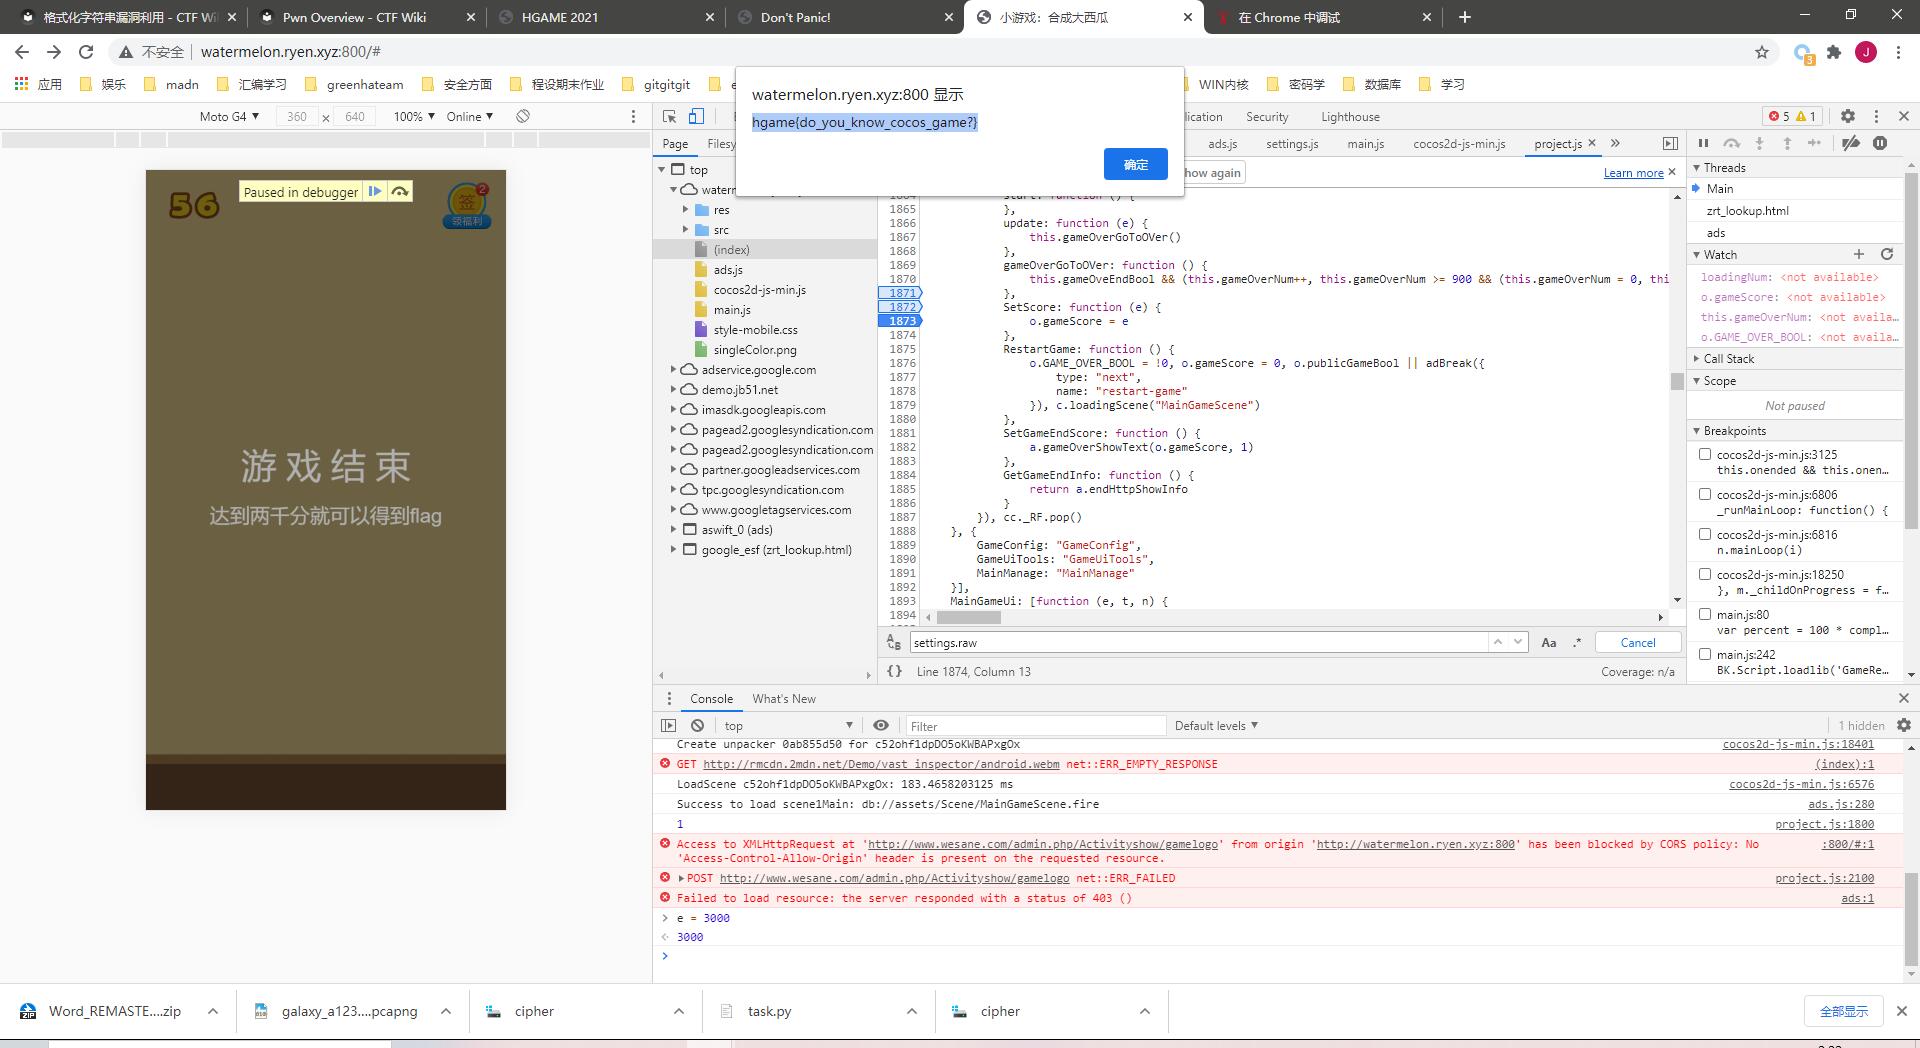 格式化字符串漏洞利用 - CTF Wi
Pwn Overview - CTF Wiki
HGAME 2021
Don't Panic!
小游戏：合成大西瓜
在 Chrome 中调试
不安全
watermelon.ryen.xyz:800/#
J
3
应用
娱乐
madn
汇编学习
greenhateam
安全方面
程设期末作业
gitgitgit
WIN内核
密码学
数据库
学习
watermelon.ryen.xyz:800 显示
hgame{do_you_know_cocos_game?}
确定
Moto G4 ▼ 360 × 640 100% ▼ Online ▼
lication Security Lighthouse
5 1
Page Filesy
ads.js settings.js main.js cocos2d-js-min.js project.js
how again
Learn more
56
Paused in debugger
签
2
领福利
游戏结束
达到两千分就可以得到flag
top
watern
res
src
(index)
ads.js
cocos2d-js-min.js
main.js
style-mobile.css
singleColor.png
adservice.google.com
demo.jb51.net
imasdk.googleapis.com
pagead2.googlesyndication.com
pagead2.googlesyndication.com
partner.googleadservices.com
tpc.googlesyndication.com
www.googletagservices.com
aswift_0 (ads)
google_esf (zrt_lookup.html)
1864 start: function () {
1865 },
1866 update: function (e) {
1867 this.gameOverGoToOVer()
1868 },
1869 gameOverGoToOVer: function () {
1870 this.gameOveEndBool && (this.gameOverNum++, this.gameOverNum >= 900 && (this.gameOverNum = 0, thi
1871 },
1872 SetScore: function (e) {
1873 o.gameScore = e
1874 },
1875 RestartGame: function () {
1876 o.GAME_OVER_BOOL = !0, o.gameScore = 0, o.publicGameBool || adBreak({
1877 type: "next",
1878 name: "restart-game"
1879 }), c.loadingScene("MainGameScene")
1880 },
1881 SetGameEndScore: function () {
1882 a.gameOverShowText(o.gameScore, 1)
1883 },
1884 GetGameEndInfo: function () {
1885 return a.endHttpShowInfo
1886 }
1887 }), cc._RF.pop()
1888 }, {
1889 GameConfig: "GameConfig",
1890 GameUiTools: "GameUiTools",
1891 MainManage: "MainManage"
1892 }],
1893 MainGameUi: [function (e, t, n) {
1894
settings.raw
Aa .* Cancel
{} Line 1874, Column 13
Coverage: n/a
Threads
Main
zrt_lookup.html
ads
Watch
loadingNum: <not available>
o.gameScore: <not available>
this.gameOverNum: <not availa…
o.GAME_OVER_BOOL: <not availa…
Call Stack
Scope
Not paused
Breakpoints
cocos2d-js-min.js:3125
this.onended && this.onen…
cocos2d-js-min.js:6806
_runMainLoop: function() {
cocos2d-js-min.js:6816
n.mainLoop(i)
cocos2d-js-min.js:18250
}, m._childOnProgress = f…
main.js:80
var percent = 100 * compl…
main.js:242
BK.Script.loadlib('GameRe…
Console What's New
top ▼ Filter Default levels ▼ 1 hidden
Create unpacker 0ab855d50 for c52ohf1dpDO5oKWBAPxgOx cocos2d-js-min.js:18401
GET http://rmcdn.2mdn.net/Demo/vast_inspector/android.webm net::ERR_EMPTY_RESPONSE (index):1
LoadScene c52ohf1dpDO5oKWBAPxgOx: 183.4658203125 ms cocos2d-js-min.js:6576
Success to load scene1Main: db://assets/Scene/MainGameScene.fire ads.js:280
1 project.js:1800
Access to XMLHttpRequest at 'http://www.wesane.com/admin.php/Activityshow/gamelogo' from origin 'http://watermelon.ryen.xyz:800' has been blocked by CORS policy: No :800/#:1
'Access-Control-Allow-Origin' header is present on the requested resource.
POST http://www.wesane.com/admin.php/Activityshow/gamelogo net::ERR_FAILED project.js:2100
Failed to load resource: the server responded with a status of 403 () ads:1
e = 3000
3000
Word_REMASTE....zip
galaxy_a123....pcapng
cipher
task.py
cipher
全部显示